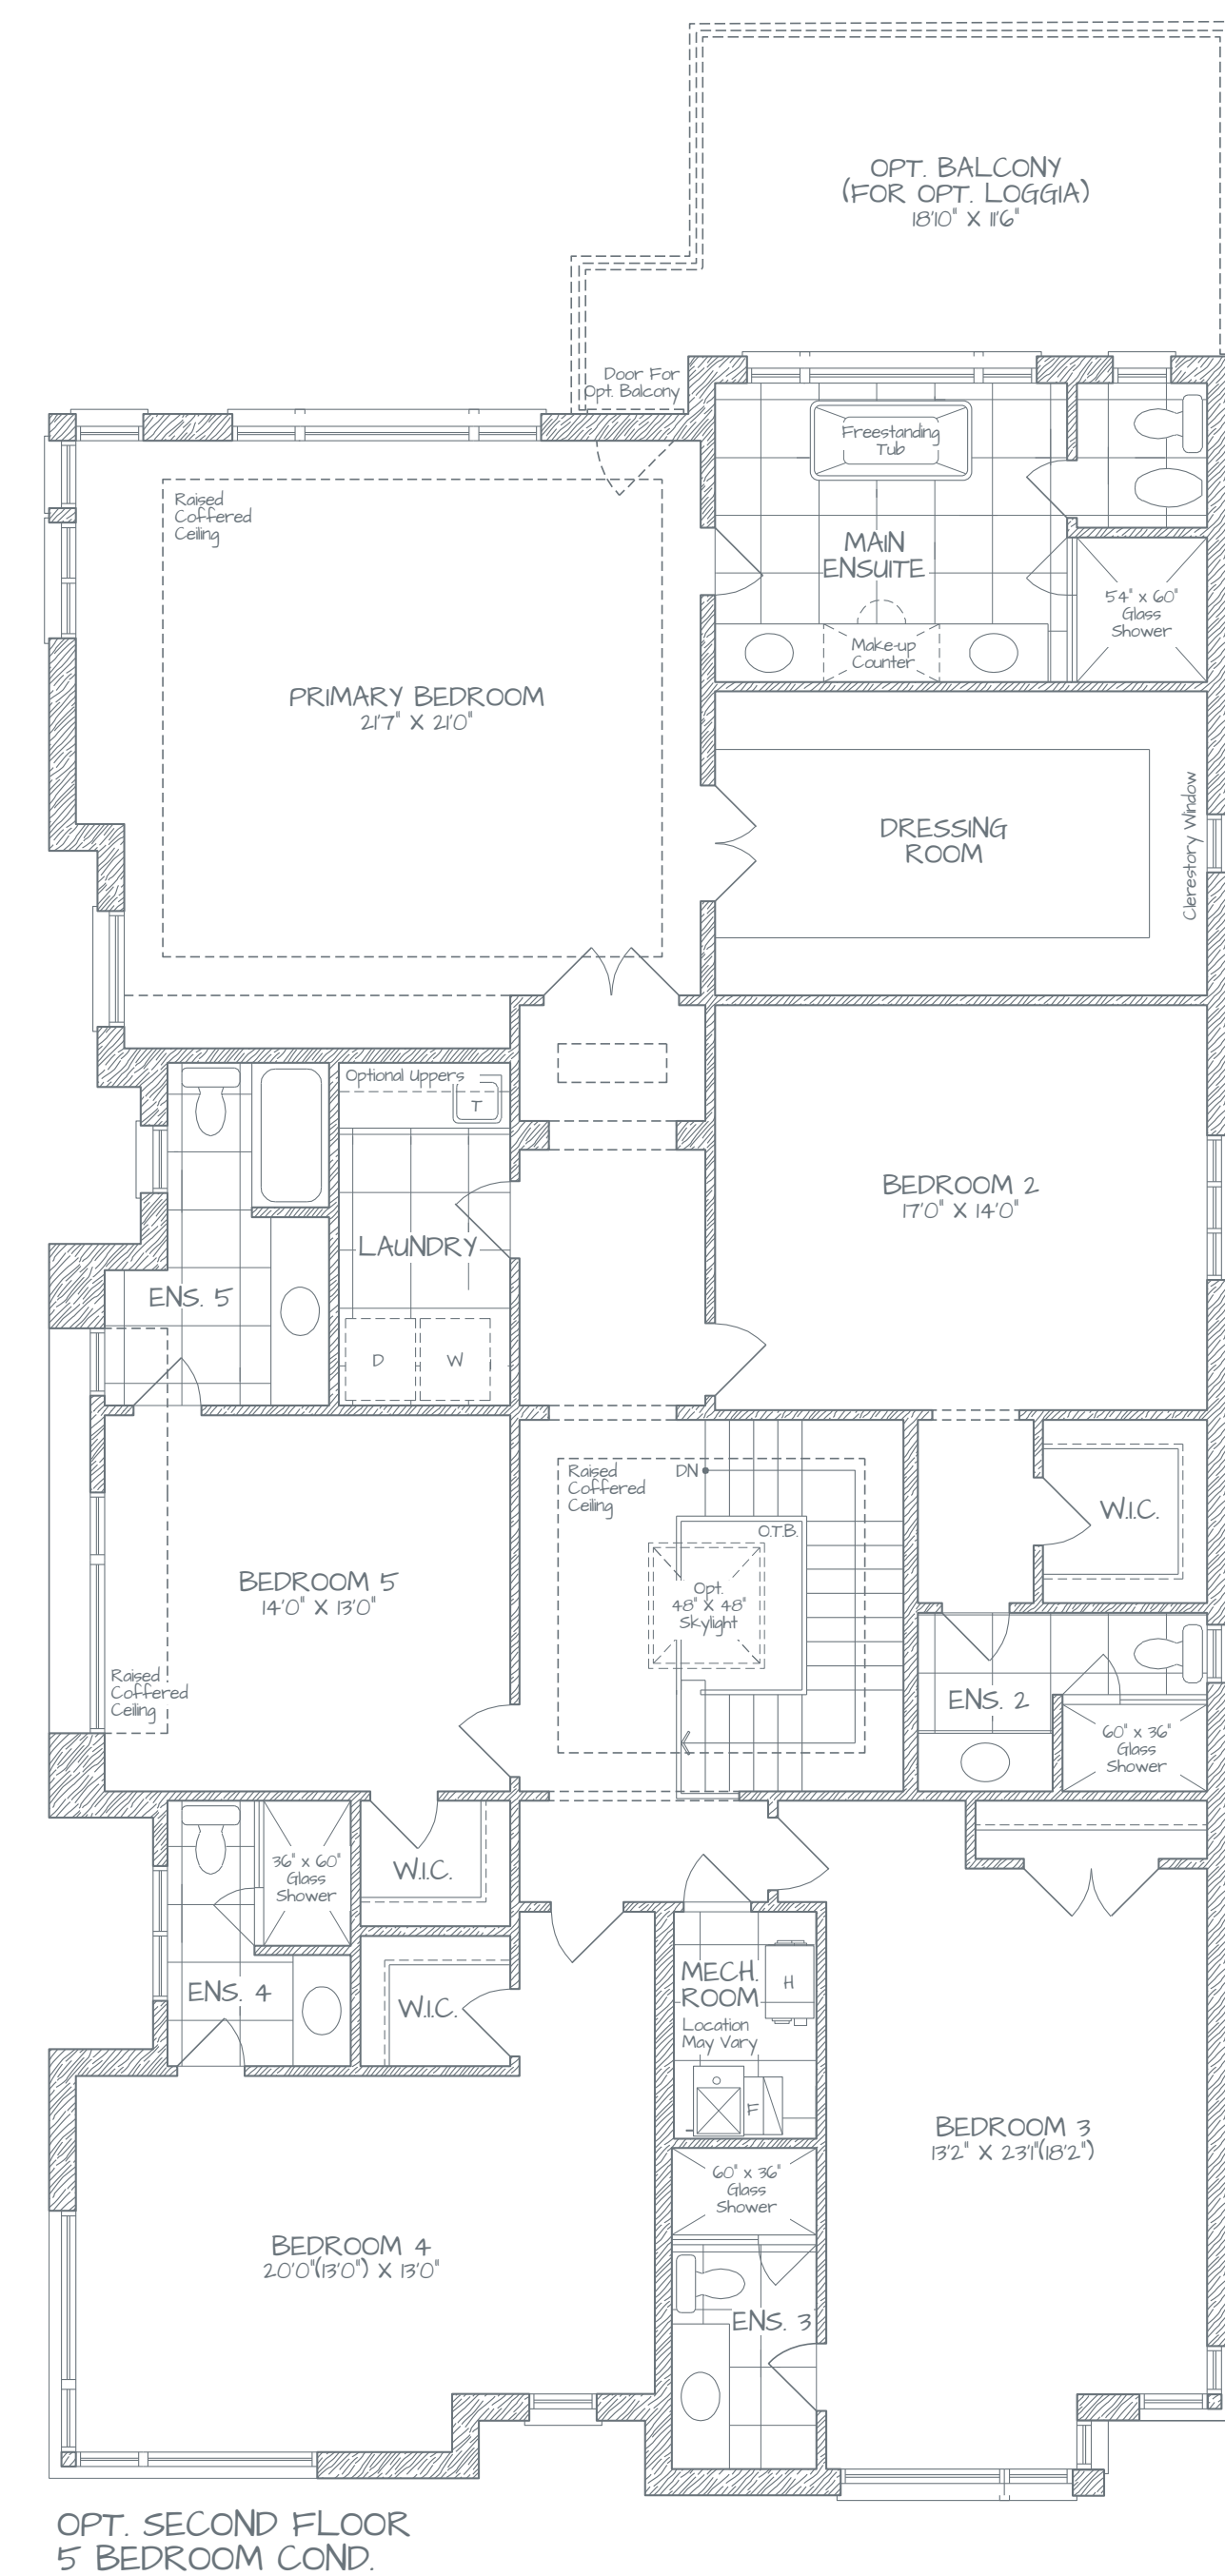 OPT. BALCONY
(FOR OPT. LOGGIA)
18'10" X 11'6"
Door For
Opt. Balcony
Freestanding
Tub
Raised
Coffered
Ceiling
MAIN
ENSUITE
54" x 60"
Glass
Shower
Make-up
Counter
PRIMARY BEDROOM
21'7" X 21'0"
DRESSING
ROOM
Clerestory Window
Optional Uppers
T
BEDROOM 2
17'0" X 14'0"
LAUNDRY
ENS. 5
D
W
Raised
Coffered
Ceiling
DN
W.I.C.
O.T.B.
BEDROOM 5
14'0" X 13'0"
Opt.
48" X 48"
Skylight
Raised
Coffered
Ceiling
ENS. 2
60" x 36"
Glass
Shower
36" x 60"
Glass
Shower
W.I.C.
ENS. 4
W.I.C.
MECH.
ROOM
H
Location
May Vary
F
BEDROOM 3
13'2" X 23'1"(18'2")
60" x 36"
Glass
Shower
BEDROOM 4
20'0"(13'0") X 13'0"
ENS. 3
OPT. SECOND FLOOR
5 BEDROOM COND.